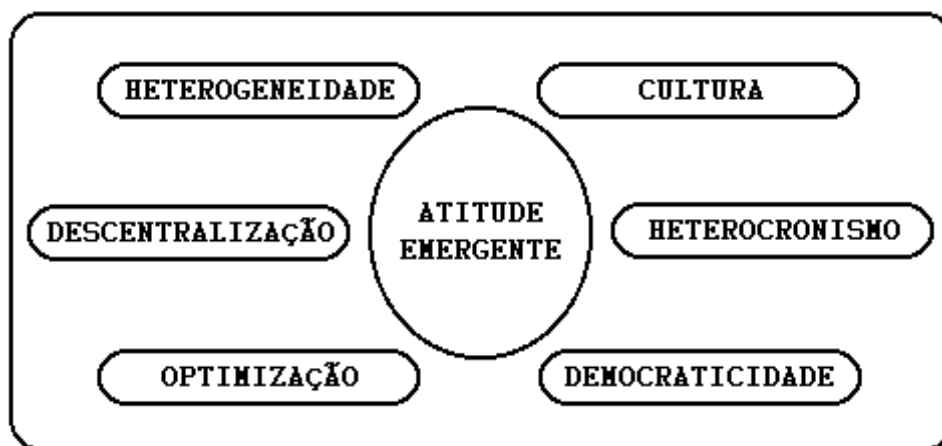 HETEROGENEIDADE
CULTURA
DESCENTRALIZAÇÃO
ATITUDE
EMERGENTE
HETEROCRONISMO
OPTIMIZAÇÃO
DEMOCRATICIDADE